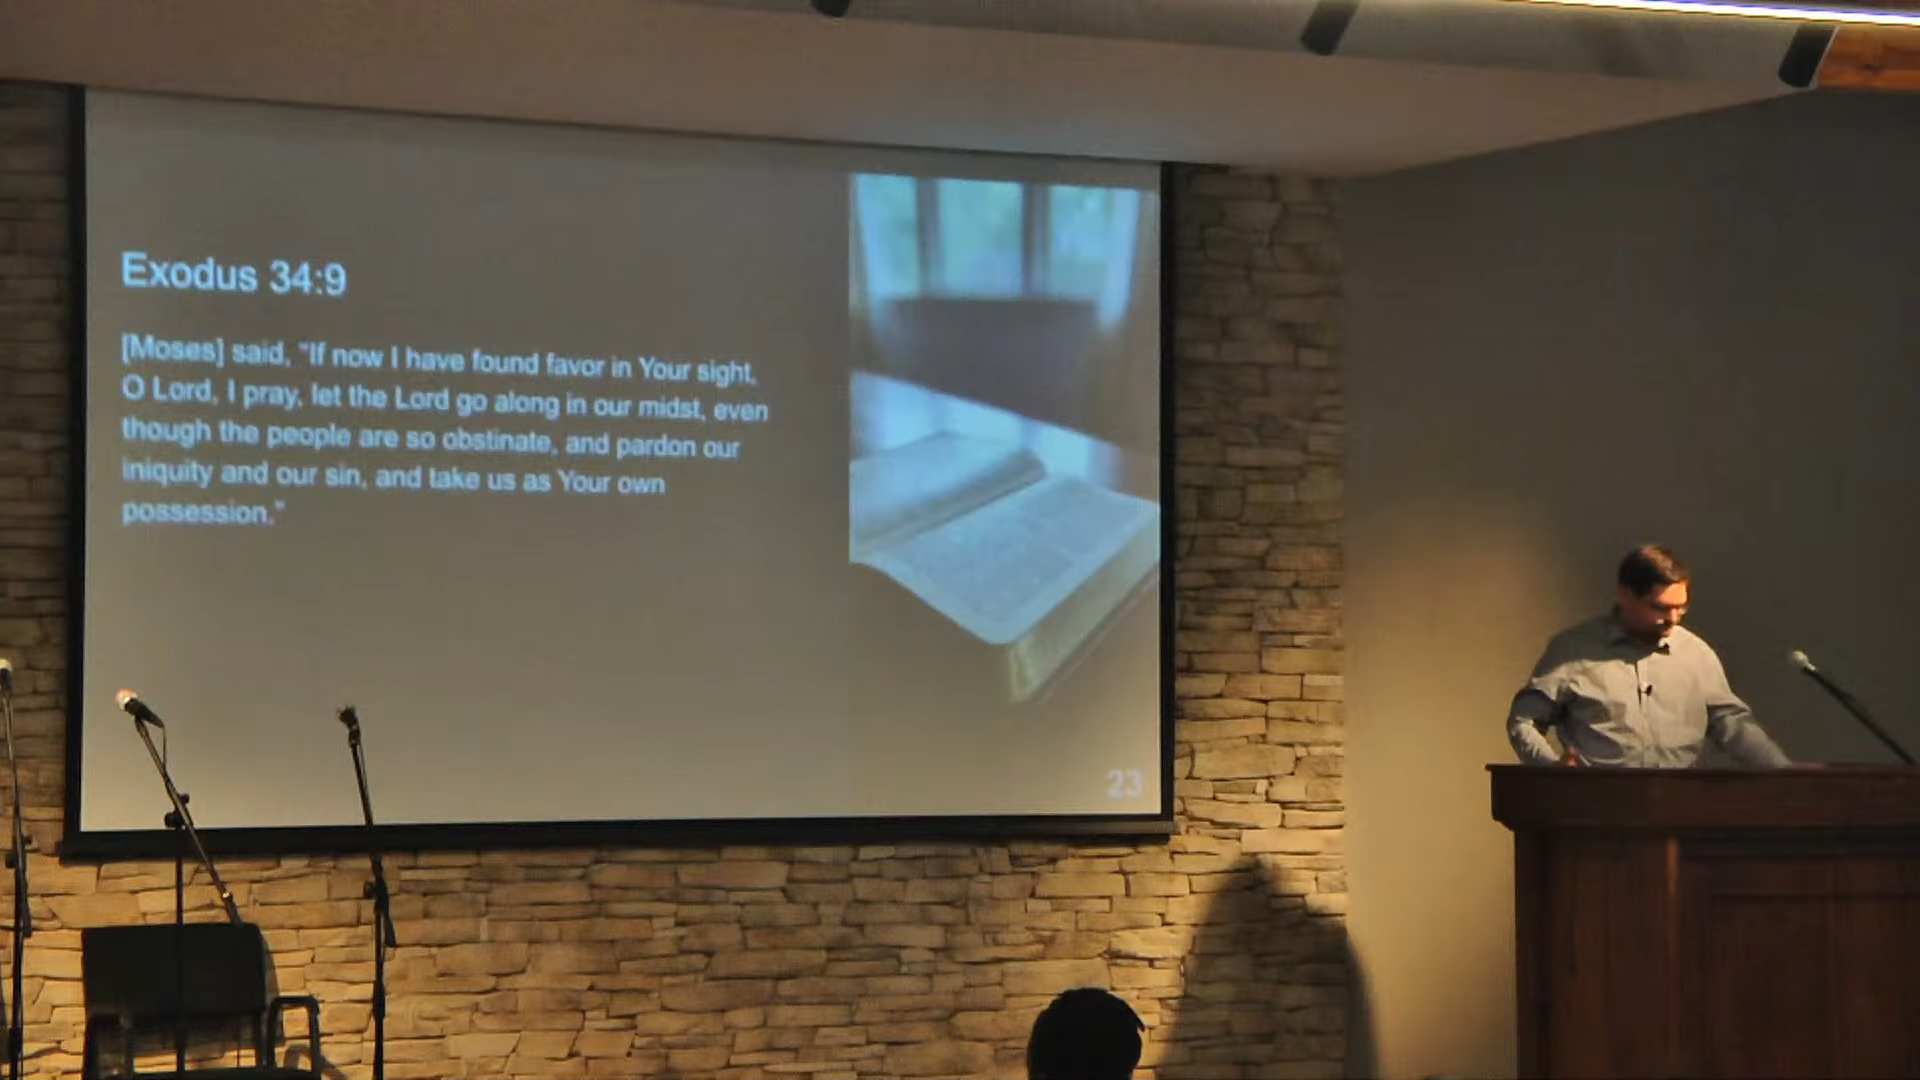 Exodus 34:9
[Moses] said, "If now I have found favor in Your sight,
O Lord, I pray, let the Lord go along in our midst, even
though the people are so obstinate, and pardon our
iniquity and our sin, and take us as Your own
possession."
23